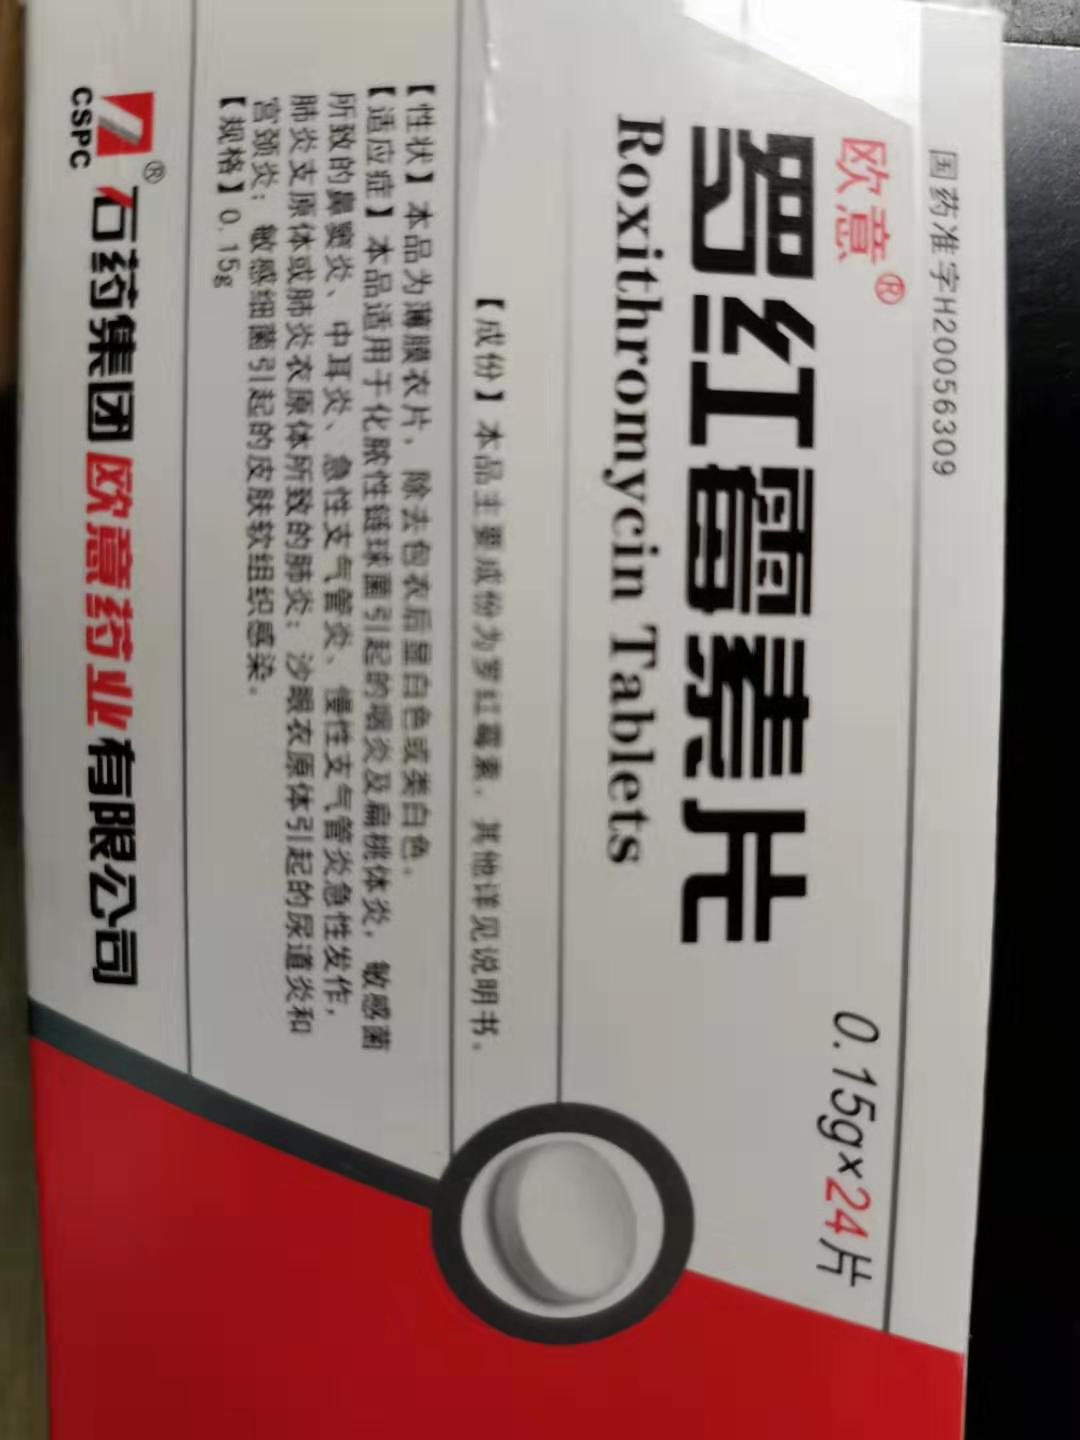 国药准字H20056309
欧意®
罗红霉素片
Roxithromycin Tablets
0.15g×24片
【成份】本品主要成份为罗红霉素，其他详见说明书。
【性状】本品为薄膜衣片，除去包衣后显白色或类白色。
【适应症】本品适用于化脓性链球菌引起的咽炎及扁桃体炎，敏感菌
所致的鼻窦炎、中耳炎、急性支气管炎、慢性支气管炎急性发作，
肺炎支原体或肺炎衣原体所致的肺炎；沙眼衣原体引起的尿道炎和
宫颈炎；敏感细菌引起的皮肤软组织感染。
【规格】0.15g
CSPC®
石药集团欧意药业有限公司